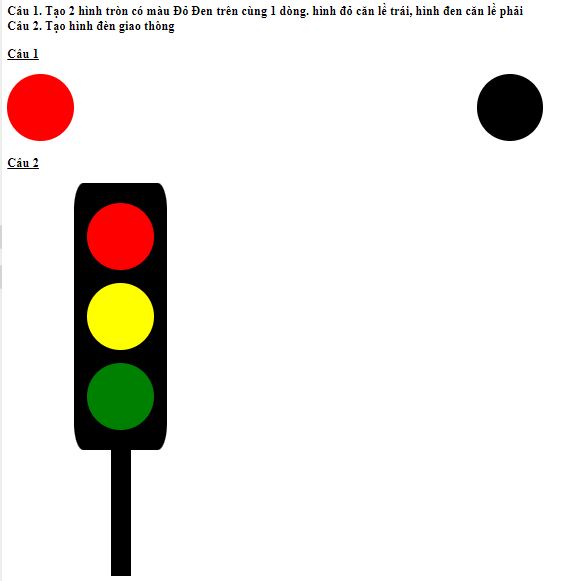 Câu 1. Tạo 2 hình tròn có màu Đỏ Đen trên cùng 1 dòng. hình đỏ căn lề trái, hình đen căn lề phải
Câu 2. Tạo hình đèn giao thông
Câu 1
Câu 2